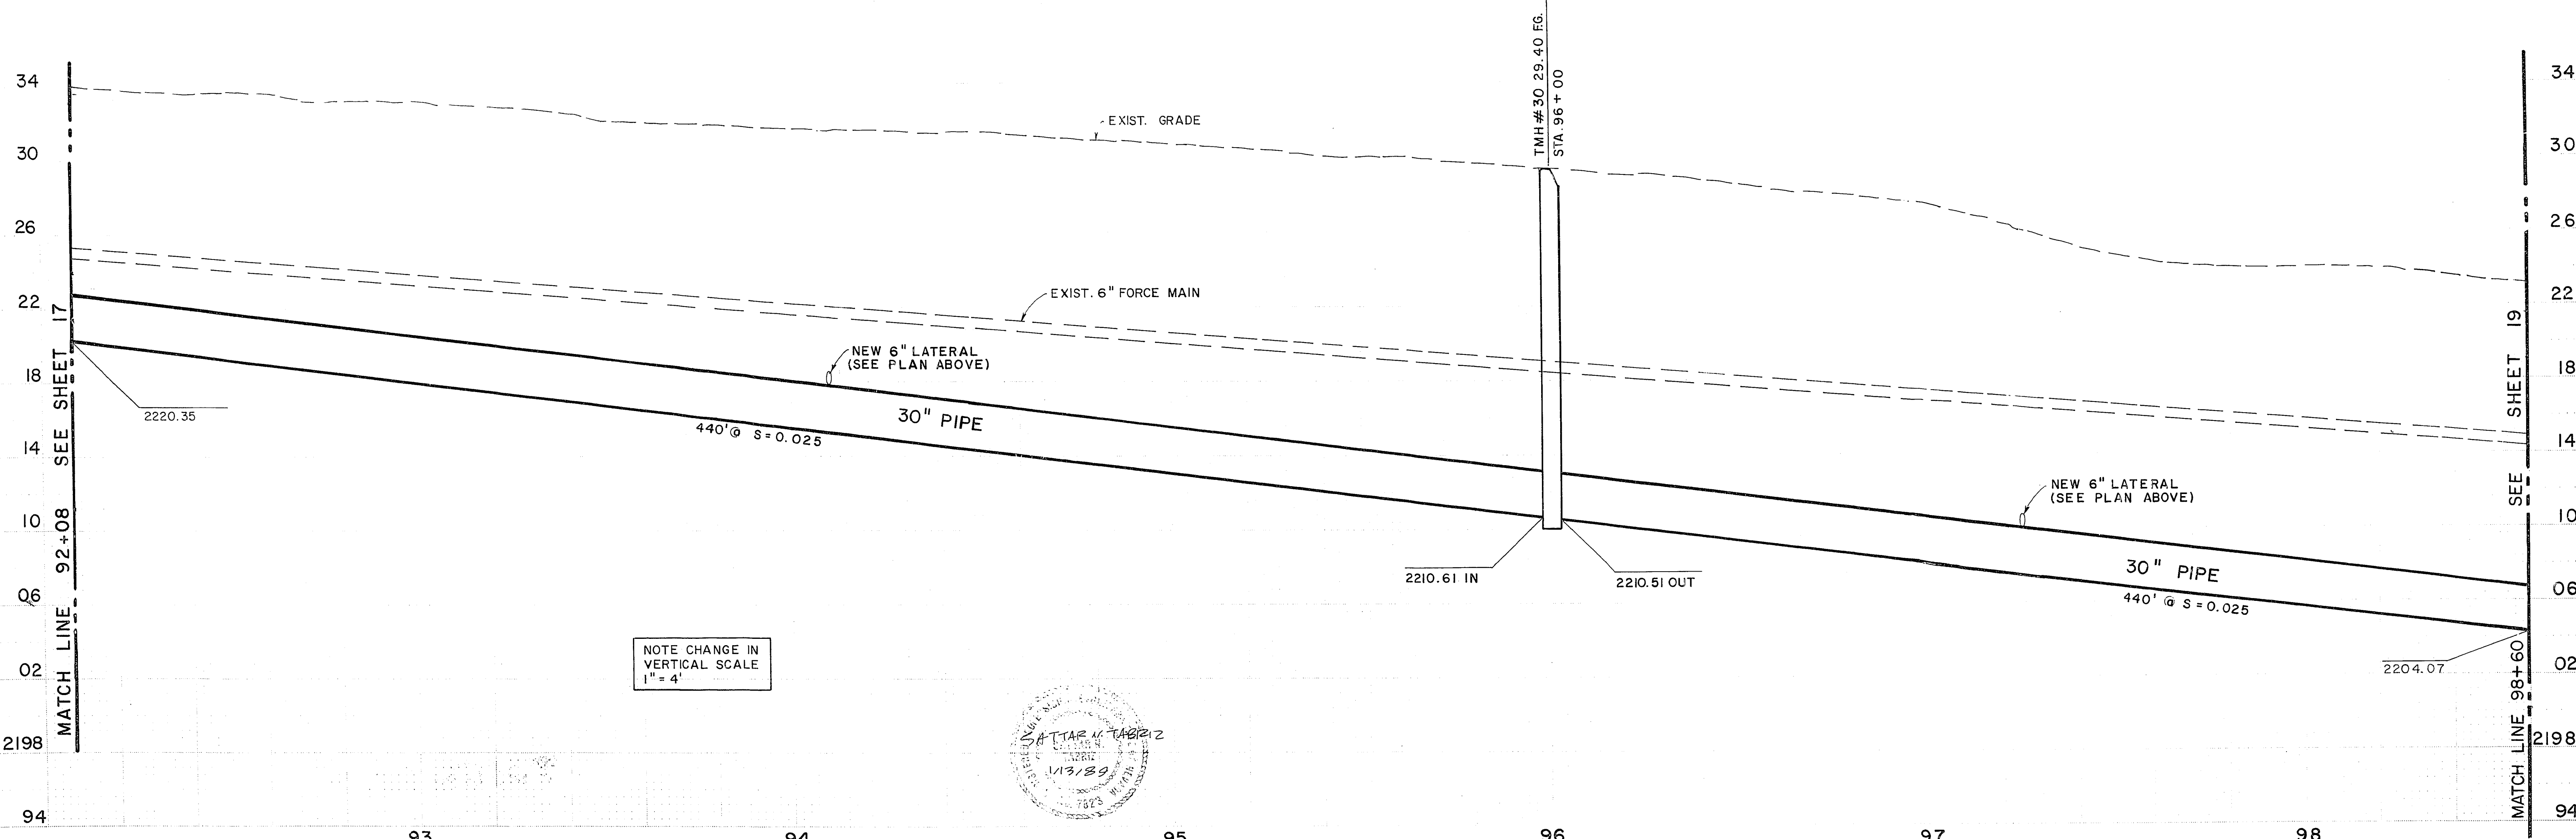 34
30
26
22
18
14
10
06
02
2198
94
MATCH LINE 92+08 SEE SHEET 17
2220.35
EXIST. GRADE
EXIST. 6" FORCE MAIN
NEW 6" LATERAL
(SEE PLAN ABOVE)
30" PIPE
440'@ S=0.025
NOTE CHANGE IN
VERTICAL SCALE
1"= 4'
SATTAR N. TABRIZ
1/13/89
7623
TMH#30 29.40 F.G.
STA. 96+00
2210.61 IN
2210.51 OUT
NEW 6" LATERAL
(SEE PLAN ABOVE)
30" PIPE
440' @ S=0.025
2204.07
MATCH LINE 98+60 SEE SHEET 19
34
30
26
22
18
14
10
06
02
2198
94
93
94
95
96
97
98